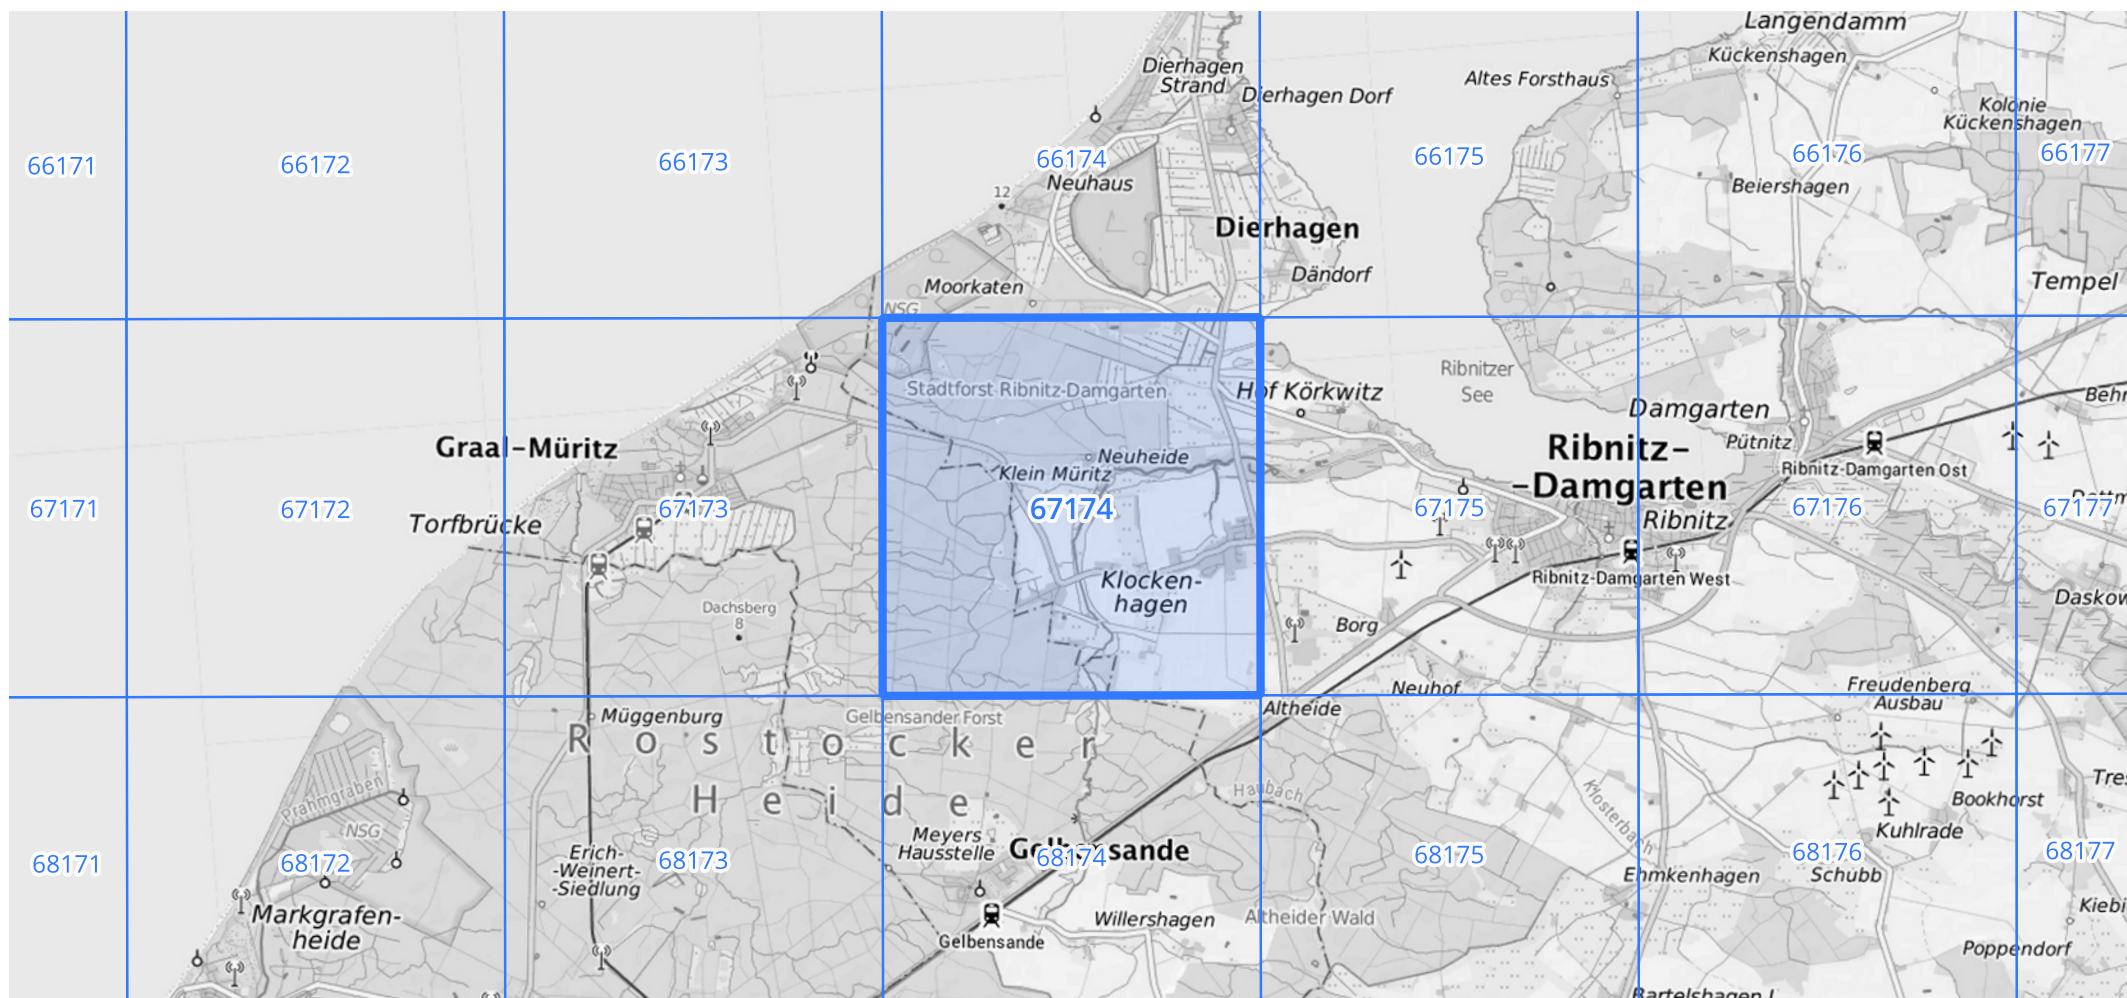 Langendamm
Kückenshagen
Dierhagen
Strand
Altes Forsthaus
Dierhagen Dorf
Kolonie
Kückenshagen
66171
66172
66173
66174
66175
66176
66177
Neuhaus
Beiershagen
12
Dierhagen
Dändorf
Tempel
Moorkaten
NSG
Ribnitzer
See
Stadtforst Ribnitz-Damgarten
Hof Körkwitz
Damgarten
Pütnitz
Graal-Müritz
Ribnitz-
-Damgarten
Neuheide
Klein Müritz
Ribnitz-Damgarten Ost
67171
67172
67173
67174
67175
67176
67177
Torfbrücke
Ribnitz
Ribnitz-Damgarten West
Klocken-
hagen
Dachsberg
8
Daskow
Borg
Neuhof
Freudenberg
Ausbau
Altheide
Müggenburg
Gelbensander Forst
Rostocker
Heide
Prahmgraben
NSG
Haubach
Klosterbach
Bookhorst
Kuhlrade
Meyers
Hausstelle
Gelbensande
Erich-
-Weinert-
-Siedlung
68171
68172
68173
68174
68175
68176
68177
Ehmkenhagen
Schubb
Markgrafen-
heide
Willershagen
Altheider Wald
Gelbensande
Poppendorf